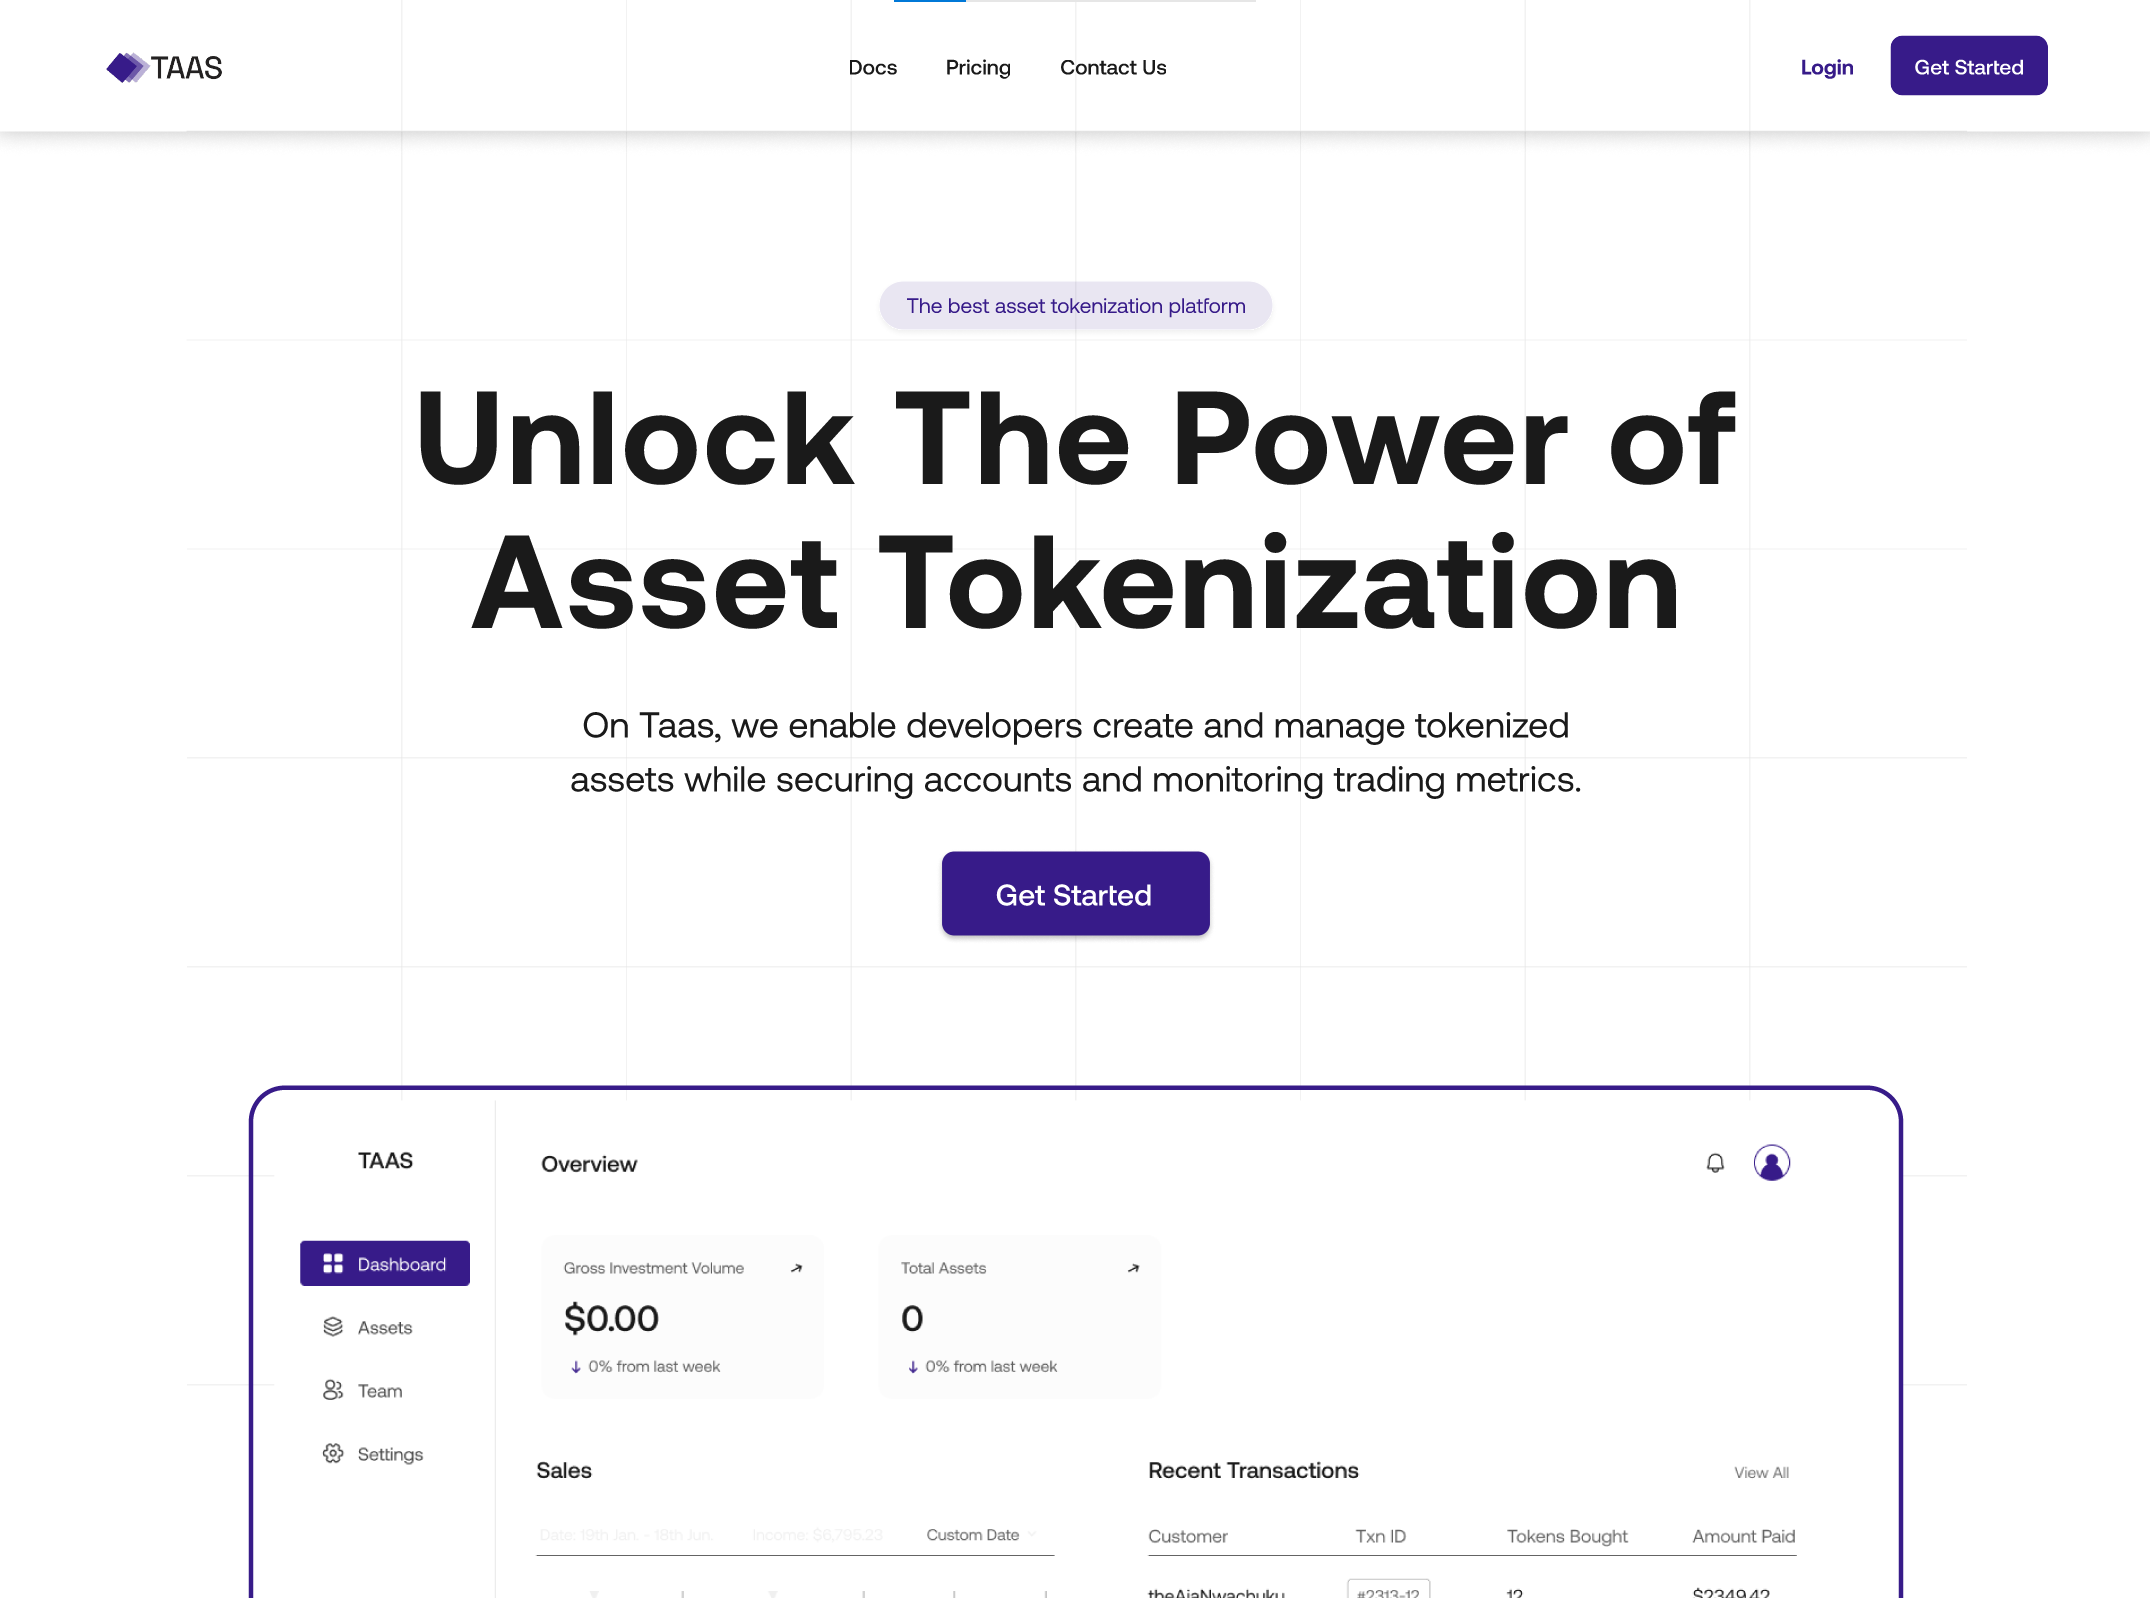 TAAS
Docs
Pricing
Contact Us
Login
Get Started
The best asset tokenization platform
Unlock The Power of
Asset Tokenization
On Taas, we enable developers create and manage tokenized
assets while securing accounts and monitoring trading metrics.
Get Started
TAAS
Dashboard
Assets
Team
Settings
Overview
Gross Investment Volume
$0.00
0% from last week
Total Assets
0
0% from last week
Sales
Date: 19th Jan. - 18th Jun.
Income: $6,795.23
Custom Date
Recent Transactions
View All
Customer
Txn ID
Tokens Bought
Amount Paid
theAjaNwachuku
#2313-12
12
$2349.42